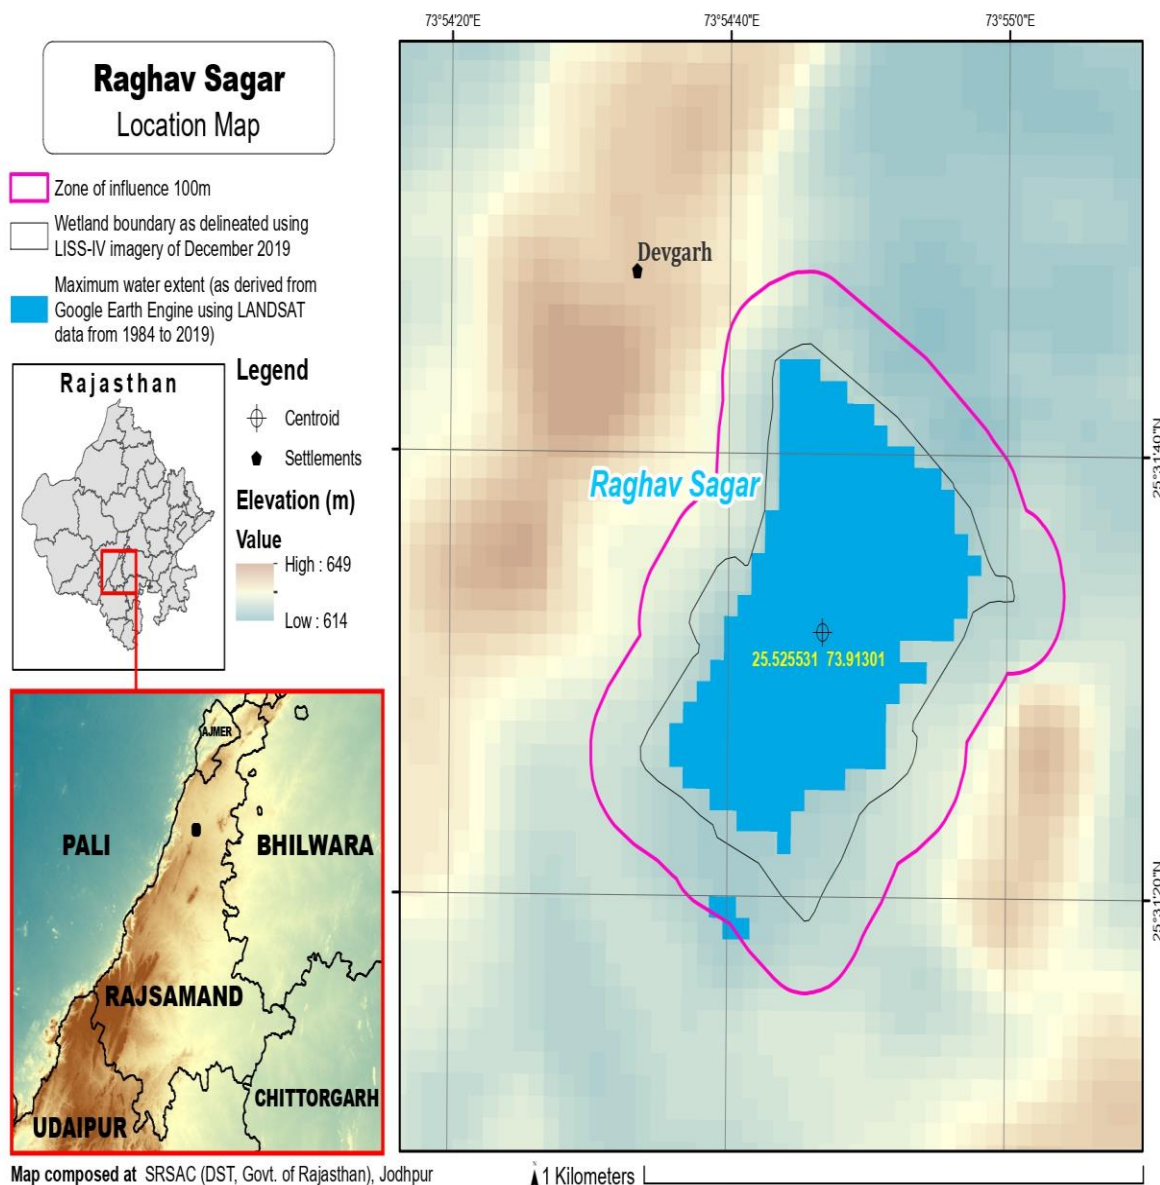 73°54'20"E
73°54'40"E
73°55'0"E
Raghav Sagar
Location Map
Zone of influence 100m
Wetland boundary as delineated using
LISS-IV imagery of December 2019
Maximum water extent (as derived from
Google Earth Engine using LANDSAT
data from 1984 to 2019)
Rajasthan
Legend
Centroid
Settlements
Elevation (m)
Value
High : 649
Low : 614
Devgarh
Raghav Sagar
25.525531 73.91301
25°31'40"N
25°31'20"N
AJMER
PALI
BHILWARA
RAJSAMAND
CHITTORGARH
UDAIPUR
Map composed at SRSAC (DST, Govt. of Rajasthan), Jodhpur
1 Kilometers